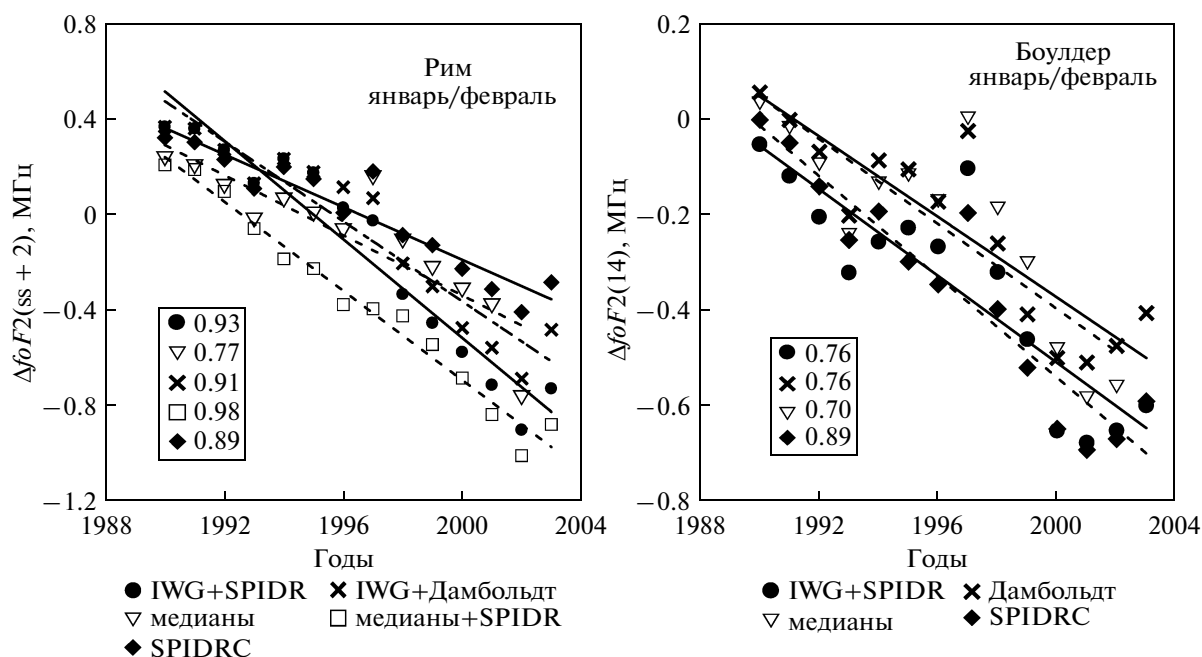 0.8
0.4
0
−0.4
−0.8
−1.2
ΔfoF2(ss + 2), МГц
Рим
январь/февраль
0.93
0.77
0.91
0.98
0.89
1988 1992 1996 2000 2004
Годы
IWG+SPIDR IWG+Дамбольдт
медианы медианы+SPIDR
SPIDRC
0.2
0
−0.2
−0.4
−0.6
−0.8
ΔfoF2(14), МГц
Боулдер
январь/февраль
0.76
0.76
0.70
0.89
1988 1992 1996 2000 2004
Годы
IWG+SPIDR Дамбольдт
медианы SPIDRC